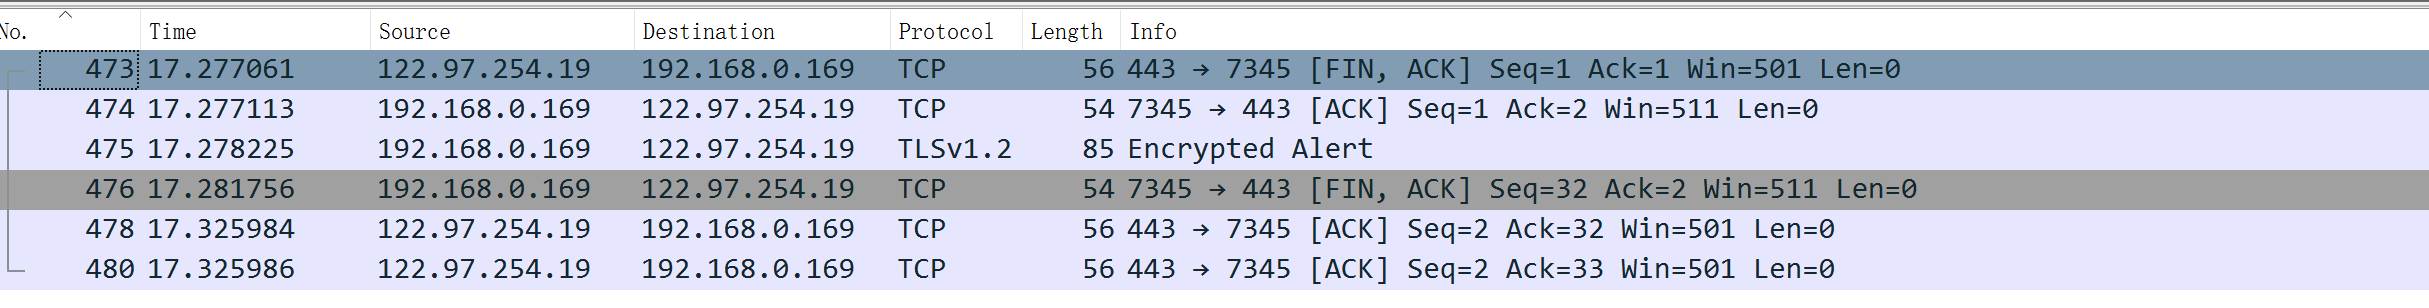 No. Time Source Destination Protocol Length Info
473 17.277061 122.97.254.19 192.168.0.169 TCP 56 443 → 7345 [FIN, ACK] Seq=1 Ack=1 Win=501 Len=0
474 17.277113 192.168.0.169 122.97.254.19 TCP 54 7345 → 443 [ACK] Seq=1 Ack=2 Win=511 Len=0
475 17.278225 192.168.0.169 122.97.254.19 TLSv1.2 85 Encrypted Alert
476 17.281756 192.168.0.169 122.97.254.19 TCP 54 7345 → 443 [FIN, ACK] Seq=32 Ack=2 Win=511 Len=0
478 17.325984 122.97.254.19 192.168.0.169 TCP 56 443 → 7345 [ACK] Seq=2 Ack=32 Win=501 Len=0
480 17.325986 122.97.254.19 192.168.0.169 TCP 56 443 → 7345 [ACK] Seq=2 Ack=33 Win=501 Len=0